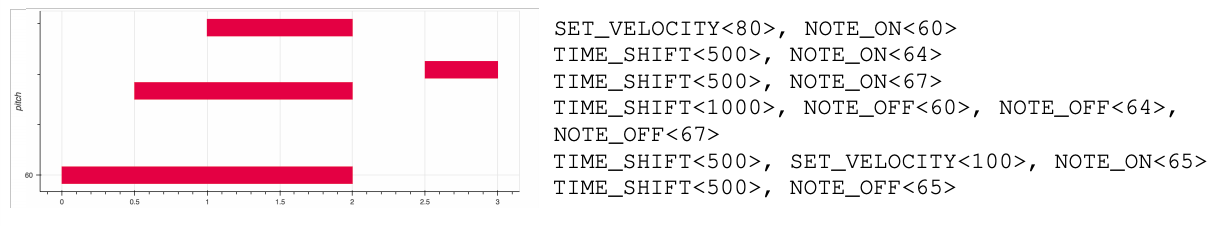 pitch
60
0 0.5 1 1.5 2 2.5 3
SET_VELOCITY<80>, NOTE_ON<60>
TIME_SHIFT<500>, NOTE_ON<64>
TIME_SHIFT<500>, NOTE_ON<67>
TIME_SHIFT<1000>, NOTE_OFF<60>, NOTE_OFF<64>,
NOTE_OFF<67>
TIME_SHIFT<500>, SET_VELOCITY<100>, NOTE_ON<65>
TIME_SHIFT<500>, NOTE_OFF<65>